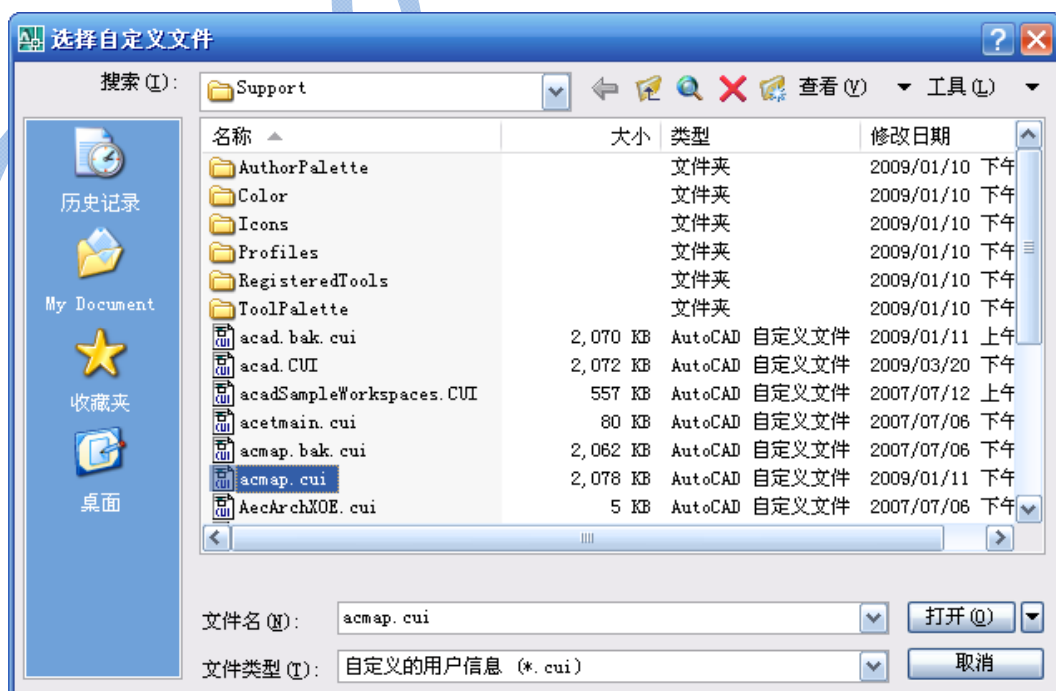 选择自定义文件
搜索(I): Support 查看(V) 工具(L)
名称 大小 类型 修改日期
AuthorPalette 文件夹 2009/01/10 下午
Color 文件夹 2009/01/10 下午
Icons 文件夹 2009/01/10 下午
Profiles 文件夹 2009/01/10 下午
RegisteredTools 文件夹 2009/01/10 下午
ToolPalette 文件夹 2009/01/10 下午
acad.bak.cui 2,070 KB AutoCAD 自定义文件 2009/01/11 上午
acad.CUI 2,072 KB AutoCAD 自定义文件 2009/03/20 下午
acadSampleWorkspaces.CUI 557 KB AutoCAD 自定义文件 2007/07/12 上午
acetmain.cui 80 KB AutoCAD 自定义文件 2007/07/06 下午
acmap.bak.cui 2,062 KB AutoCAD 自定义文件 2007/07/06 下午
acmap.cui 2,078 KB AutoCAD 自定义文件 2009/01/11 下午
AecArchXOE.cui 5 KB AutoCAD 自定义文件 2007/07/06 下午
历史记录
My Document
收藏夹
桌面
文件名(N): acmap.cui 打开(O)
文件类型(T): 自定义的用户信息 (*.cui) 取消